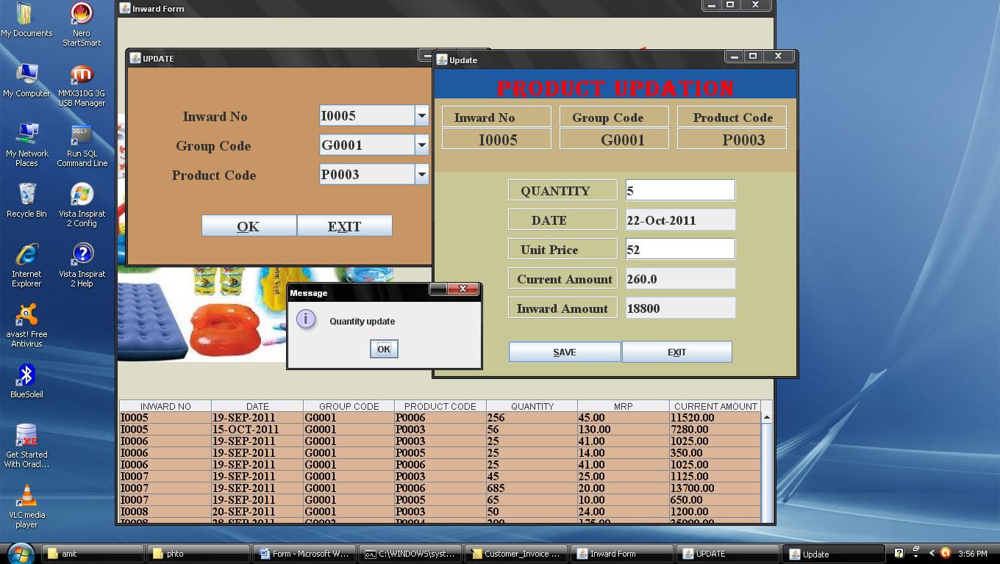 My Documents
Nero
StartSmart
My Computer
MMX310G 3G
USB Manager
My Network
Places
Run SQL
Command Line
Recycle Bin
Vista Inspirat
2 Config
Internet
Explorer
Vista Inspirat
2 Help
avast! Free
Antivirus
BlueSoleil
Get Started
With Oracl...
VLC media
player
Inward Form
UPDATE
Inward No I0005
Group Code G0001
Product Code P0003
OK EXIT
Update
PRODUCT UPDATION
Inward No Group Code Product Code
I0005 G0001 P0003
QUANTITY 5
DATE 22-Oct-2011
Unit Price 52
Current Amount 260.0
Inward Amount 18800
SAVE EXIT
Message
Quantity update
OK
INWARD NO DATE GROUP CODE PRODUCT CODE QUANTITY MRP CURRENT AMOUNT
I0005 19-SEP-2011 G0001 P0006 256 45.00 11520.00
I0005 15-OCT-2011 G0001 P0003 56 130.00 7280.00
I0006 19-SEP-2011 G0001 P0003 25 41.00 1025.00
I0006 19-SEP-2011 G0001 P0005 25 14.00 350.00
I0006 19-SEP-2011 G0001 P0006 25 41.00 1025.00
I0007 19-SEP-2011 G0001 P0003 45 25.00 1125.00
I0007 19-SEP-2011 G0001 P0006 685 20.00 13700.00
I0007 19-SEP-2011 G0001 P0005 65 10.00 650.00
I0008 20-SEP-2011 G0001 P0003 50 24.00 1200.00
amit phto Form - Microsoft W... C:\WINDOWS\syst... Customer_Invoice Inward Form UPDATE Update 3:56 PM